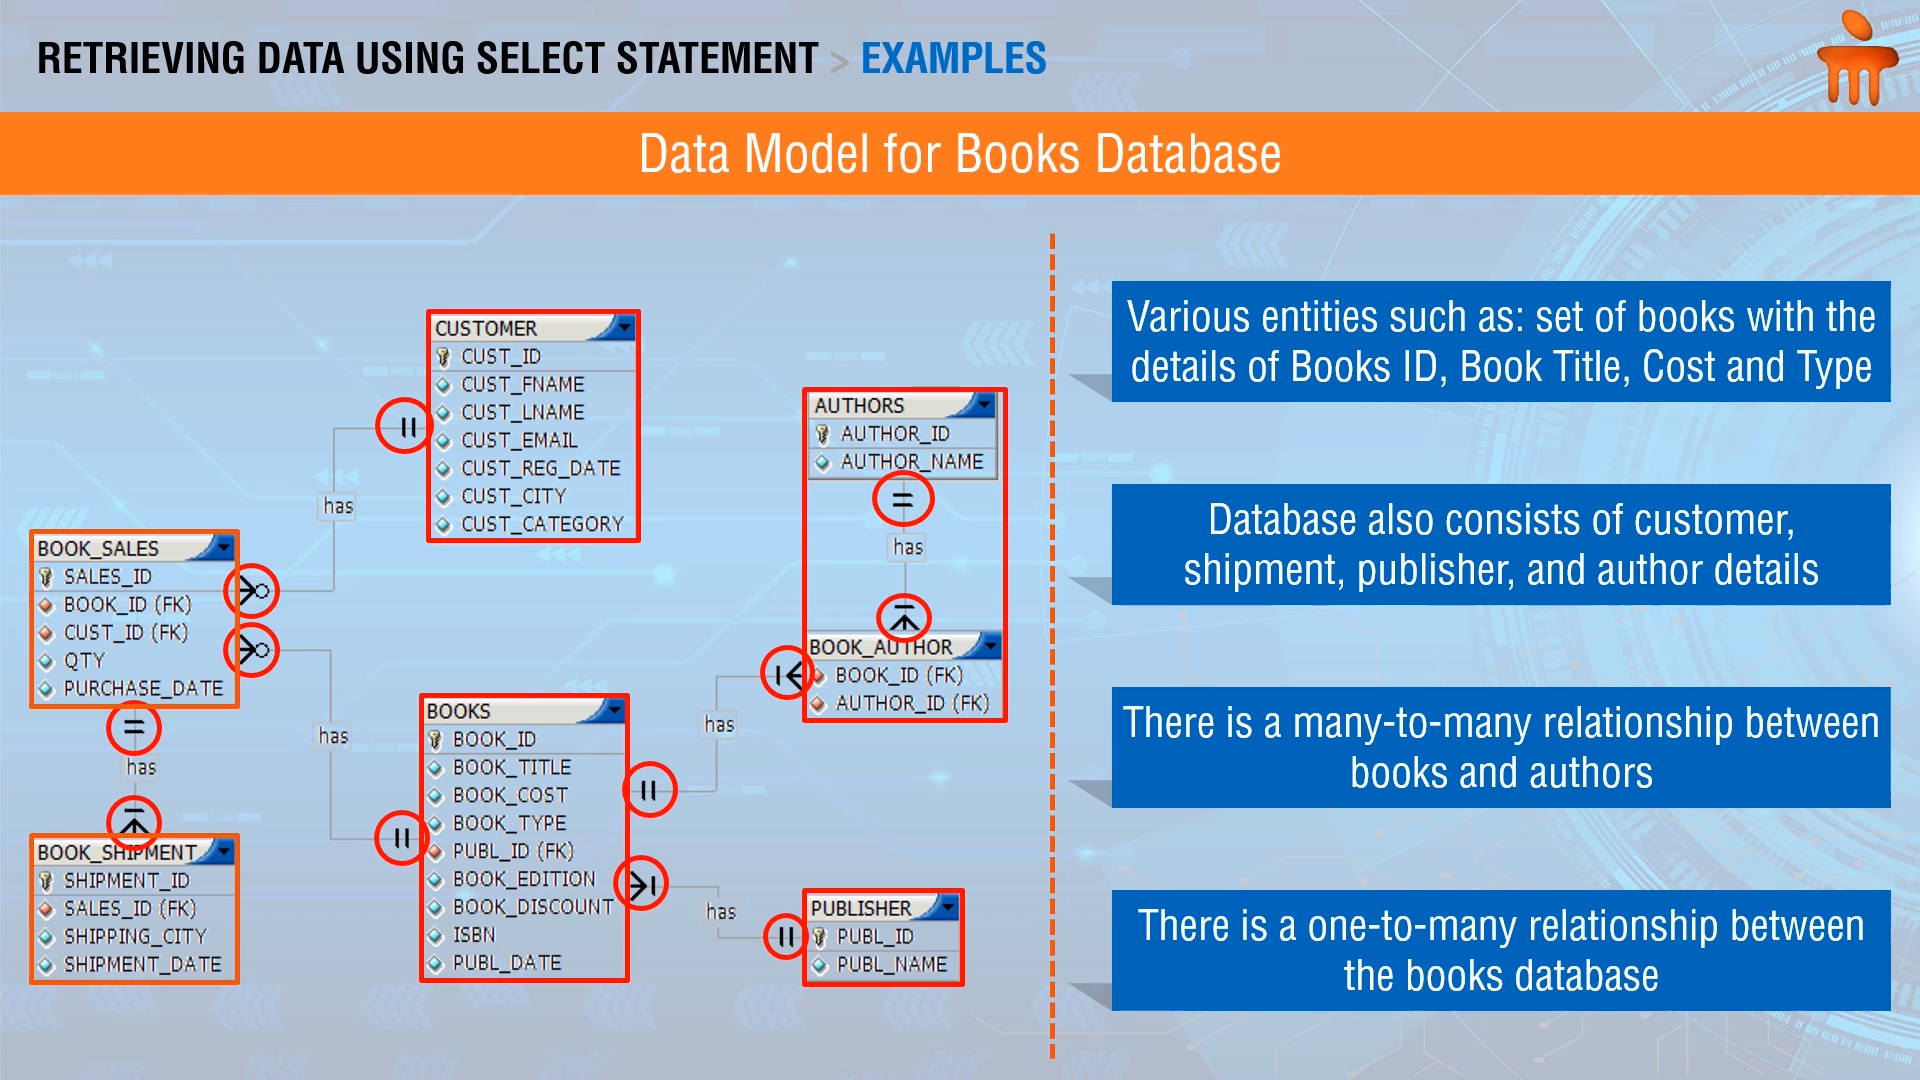 RETRIEVING DATA USING SELECT STATEMENT > EXAMPLES
Data Model for Books Database
CUSTOMER
CUST_ID
CUST_FNAME
CUST_LNAME
CUST_EMAIL
CUST_REG_DATE
CUST_CITY
CUST_CATEGORY
has
BOOK_SALES
SALES_ID
BOOK_ID (FK)
CUST_ID (FK)
QTY
PURCHASE_DATE
has
has
BOOK_SHIPMENT
SHIPMENT_ID
SALES_ID (FK)
SHIPPING_CITY
SHIPMENT_DATE
BOOKS
BOOK_ID
BOOK_TITLE
BOOK_COST
BOOK_TYPE
PUBL_ID (FK)
BOOK_EDITION
BOOK_DISCOUNT
ISBN
PUBL_DATE
AUTHORS
AUTHOR_ID
AUTHOR_NAME
has
BOOK_AUTHOR
BOOK_ID (FK)
AUTHOR_ID (FK)
has
has
PUBLISHER
PUBL_ID
PUBL_NAME
Various entities such as: set of books with the
details of Books ID, Book Title, Cost and Type
Database also consists of customer,
shipment, publisher, and author details
There is a many-to-many relationship between
books and authors
There is a one-to-many relationship between
the books database